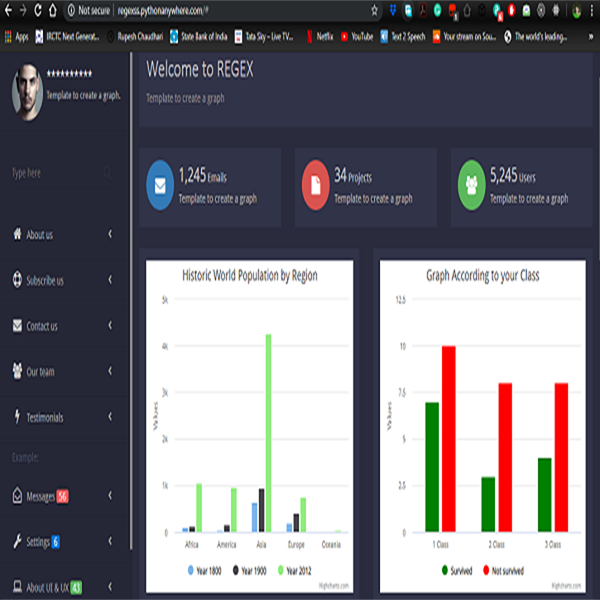 Not secure | regexss.pythonanywhere.com/#
Apps
IRCTC Next Generat...
Rupesh Chaudhari
State Bank of India
Tata Sky – Live TV...
Netflix
YouTube
Text 2 Speech
Your stream on Sou...
The world's leading...
**********
Template to create a graph.
Type here
About us
Subscribe us
Contact us
Our team
Testimonials
Example:
Messages 56
Settings 6
About UI & UX 43
Welcome to REGEX
Template to create a graph
1,245 Emails
Template to create a graph
34 Projects
Template to create a graph
5,245 Users
Template to create a graph
Historic World Population by Region
5k
4k
3k
2k
1k
0
Values
Africa
America
Asia
Europe
Oceania
Year 1800
Year 1900
Year 2012
Highcharts.com
Graph According to your Class
12.5
10
7.5
5
2.5
0
Values
1 Class
2 Class
3 Class
Survived
Not survived
Highcharts.com